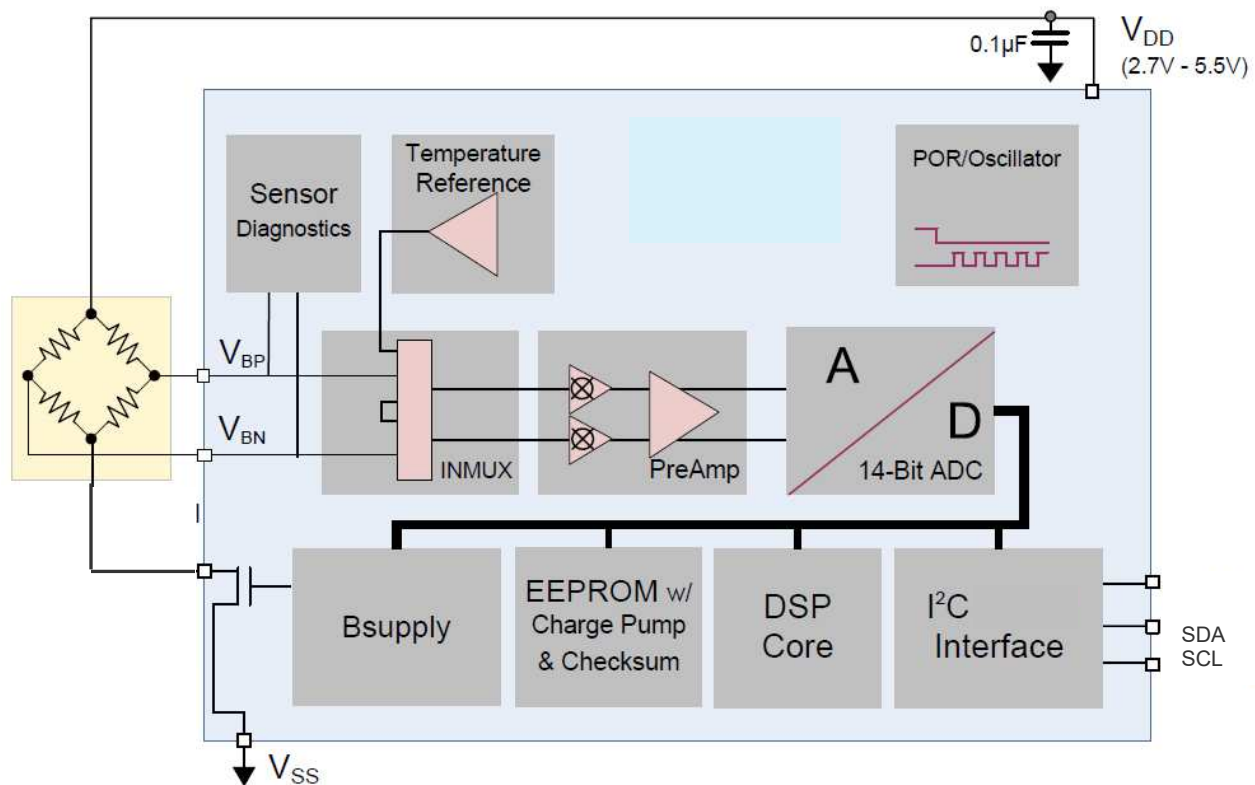 0.1µF
V_DD
(2.7V - 5.5V)
Sensor
Diagnostics
Temperature
Reference
POR/Oscillator
V_BP
V_BN
INMUX
PreAmp
A
D
14-Bit ADC
Bsupply
EEPROM w/
Charge Pump
& Checksum
DSP
Core
I²C
Interface
SDA
SCL
V_SS